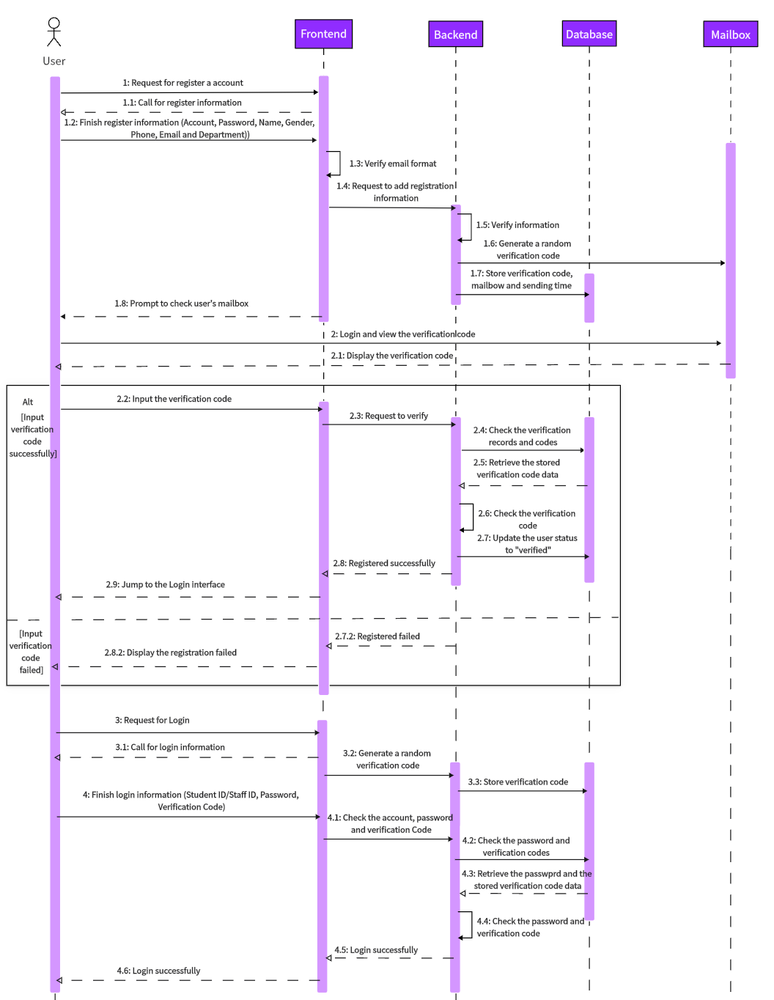 Frontend
Backend
Database
Mailbox
User
1: Request for register a account
1.1: Call for register information
1.2: Finish register information (Account, Password, Name, Gender,
Phone, Email and Department))
1.3: Verify email format
1.4: Request to add registration
information
1.5: Verify information
1.6: Generate a random
verification code
1.7: Store verification code,
mailbow and sending time
1.8: Prompt to check user's mailbox
2: Login and view the verification code
2.1: Display the verification code
Alt
[Input
verification
code
successfully]
2.2: Input the verification code
2.3: Request to verify
2.4: Check the verification
records and codes
2.5: Retrieve the stored
verification code data
2.6: Check the verification
code
2.7: Update the user status
to "verified"
2.8: Registered successfully
2.9: Jump to the Login interface
[Input
verification
code
failed]
2.7.2: Registered failed
2.8.2: Display the registration failed
3: Request for Login
3.1: Call for login information
3.2: Generate a random
verification code
3.3: Store verification code
4: Finish login information (Student ID/Staff ID, Password,
Verification Code)
4.1: Check the account, password
and verification Code
4.2: Check the password and
verification codes
4.3: Retrieve the passwprd and the
stored verification code data
4.4: Check the password and
verification code
4.5: Login successfully
4.6: Login successfully